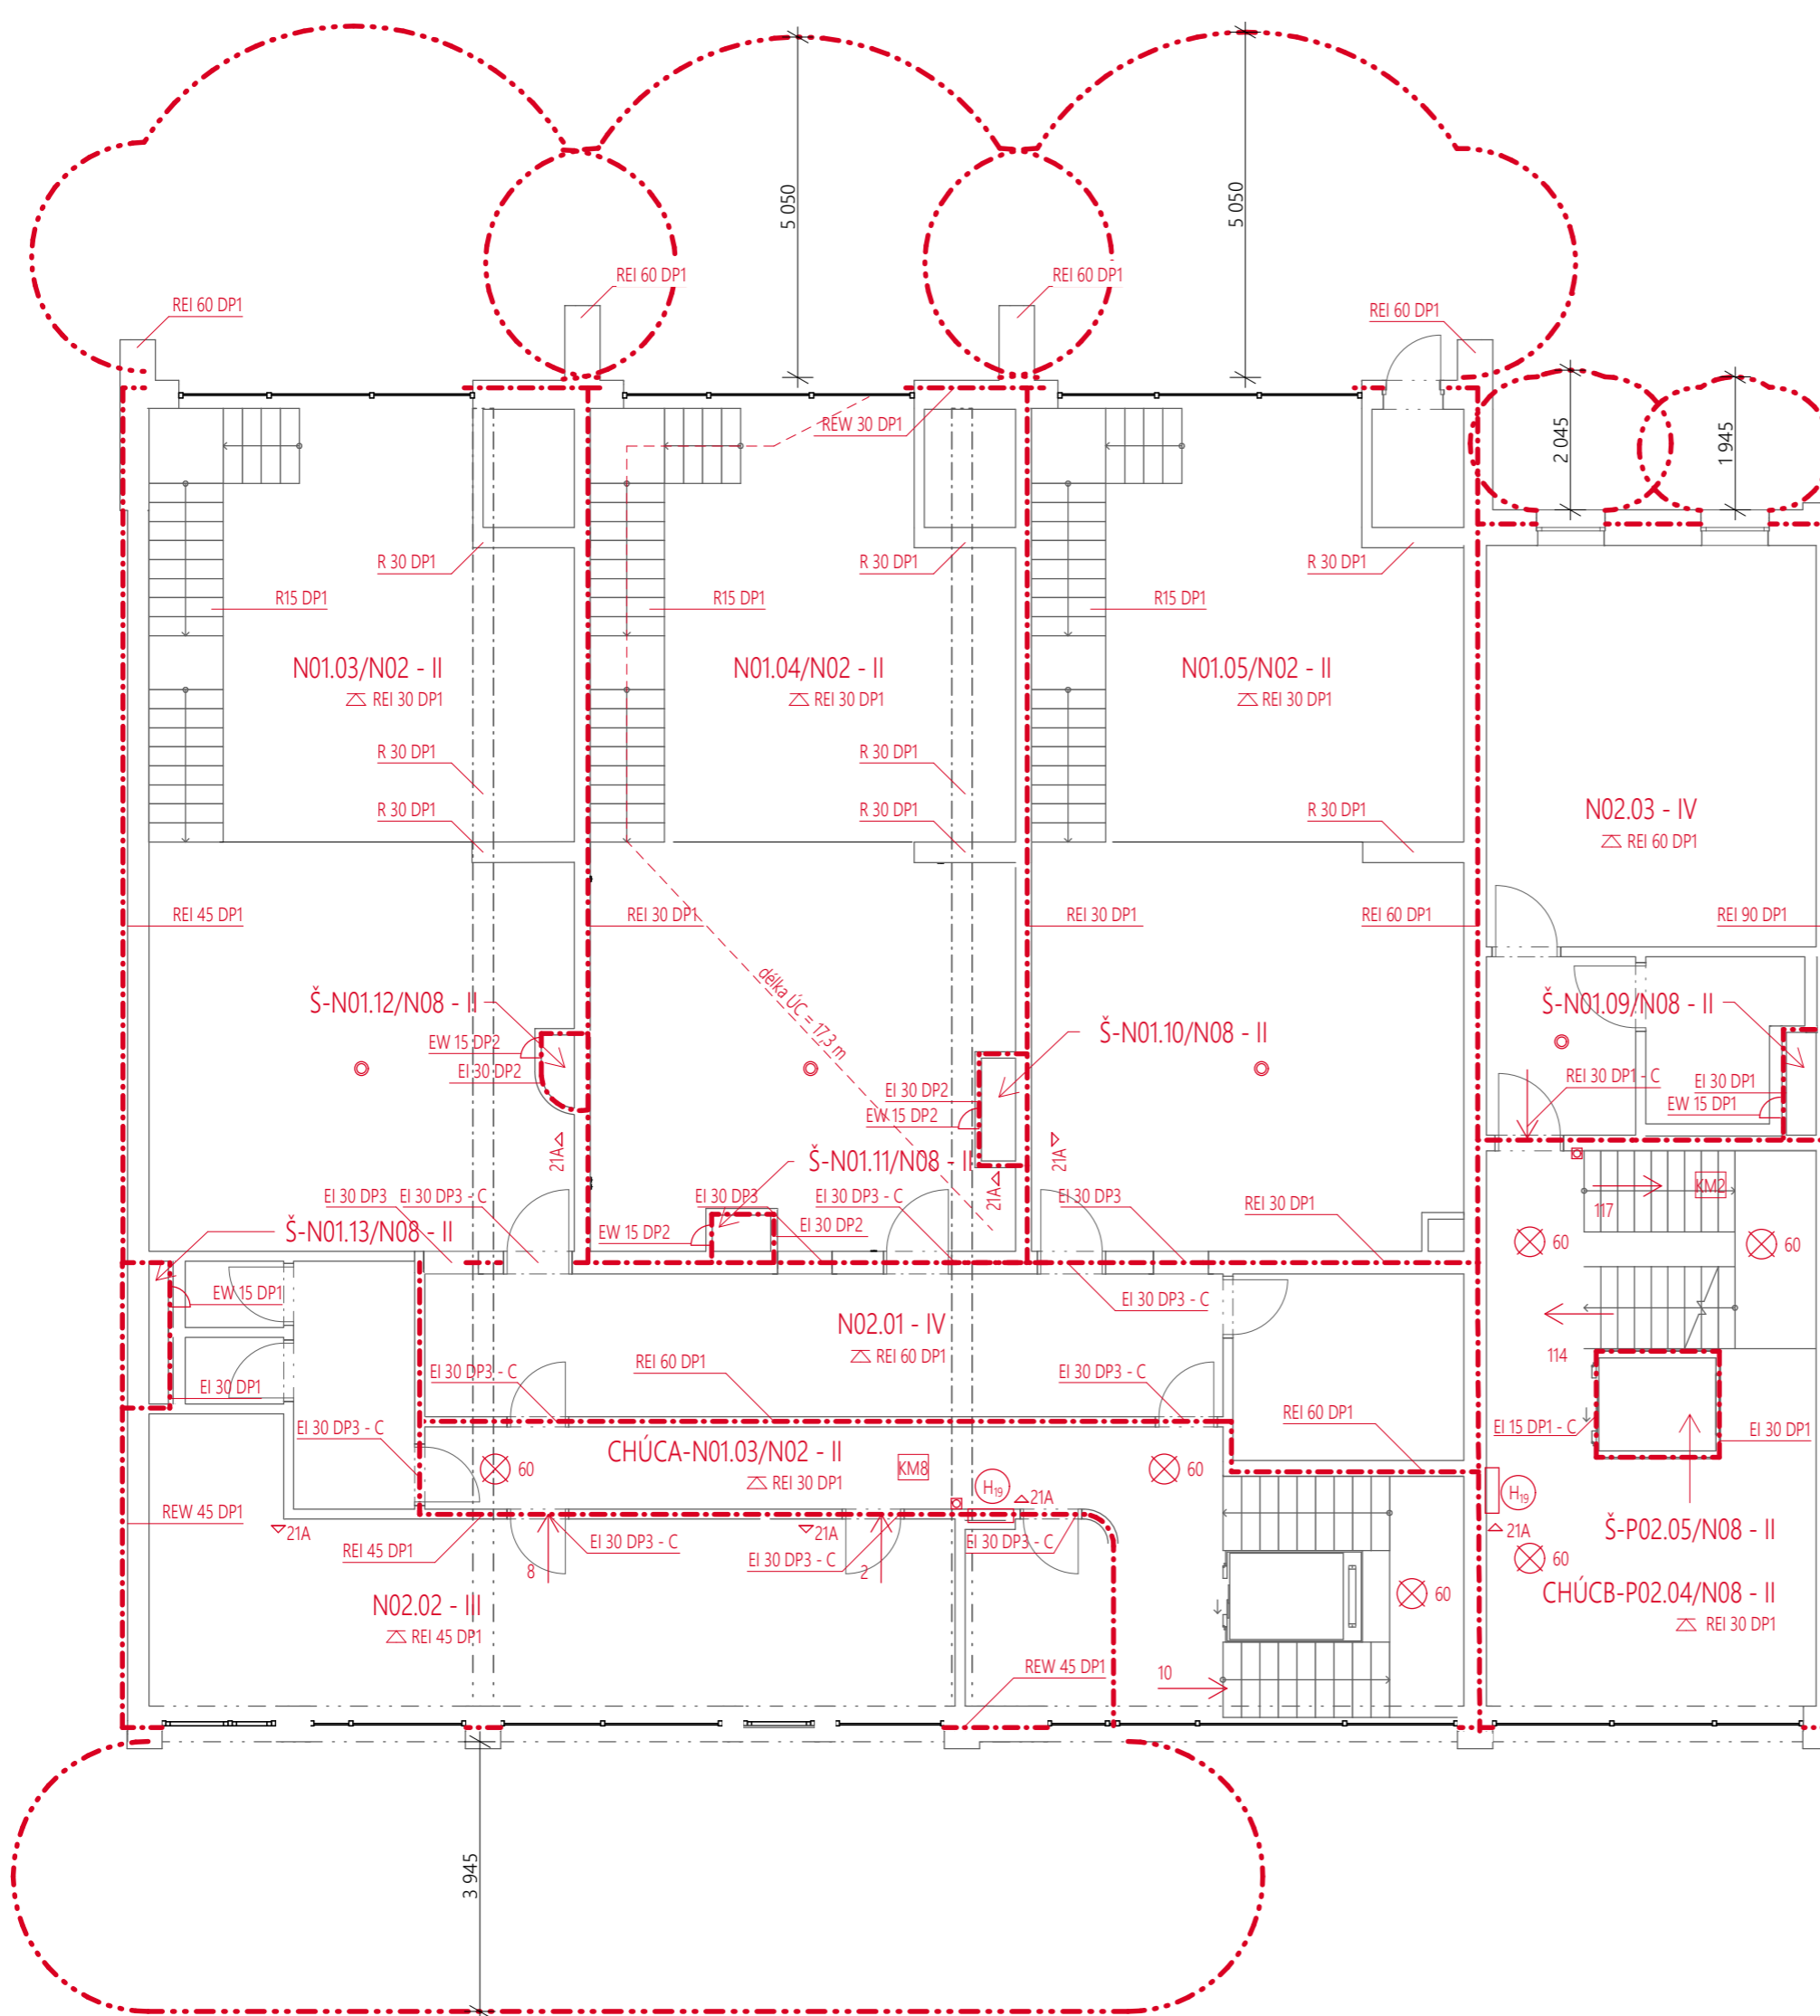 5 050
5 050
REI 60 DP1
REI 60 DP1
REI 60 DP1
REI 60 DP1
2 045
1 945
REW 30 DP1
R 30 DP1
R 30 DP1
R 30 DP1
R15 DP1
R15 DP1
R15 DP1
N01.03/N02 - II
REI 30 DP1
N01.04/N02 - II
REI 30 DP1
N01.05/N02 - II
REI 30 DP1
R 30 DP1
R 30 DP1
R 30 DP1
R 30 DP1
R 30 DP1
N02.03 - IV
REI 60 DP1
REI 45 DP1
REI 30 DP1
REI 30 DP1
REI 60 DP1
REI 90 DP1
délka ÚC = 17,3 m
Š-N01.12/N08 - II
EW 15 DP2
EI 30 DP2
Š-N01.10/N08 - II
EI 30 DP2
EW 15 DP2
Š-N01.09/N08 - II
REI 30 DP1 - C
EI 30 DP1
EW 15 DP1
21A
21A
21A
Š-N01.11/N08 - II
EI 30 DP3
EI 30 DP3 - C
EI 30 DP3
EI 30 DP3 - C
EI 30 DP3
REI 30 DP1
KM2
117
Š-N01.13/N08 - II
EW 15 DP2
EI 30 DP2
60
60
EW 15 DP1
EI 30 DP3 - C
N02.01 - IV
REI 60 DP1
114
EI 30 DP1
EI 30 DP3 - C
REI 60 DP1
EI 30 DP3 - C
REI 60 DP1
EI 30 DP3 - C
EI 15 DP1 - C
EI 30 DP1
CHÚCA-N01.03/N02 - II
REI 30 DP1
60
KM8
60
H19
21A
H19
REW 45 DP1
21A
REI 45 DP1
EI 30 DP3 - C
21A
EI 30 DP3 - C
EI 30 DP3 - C
21A
Š-P02.05/N08 - II
60
8
2
CHÚCB-P02.04/N08 - II
REI 30 DP1
60
N02.02 - III
REI 45 DP1
REW 45 DP1
10
3 945